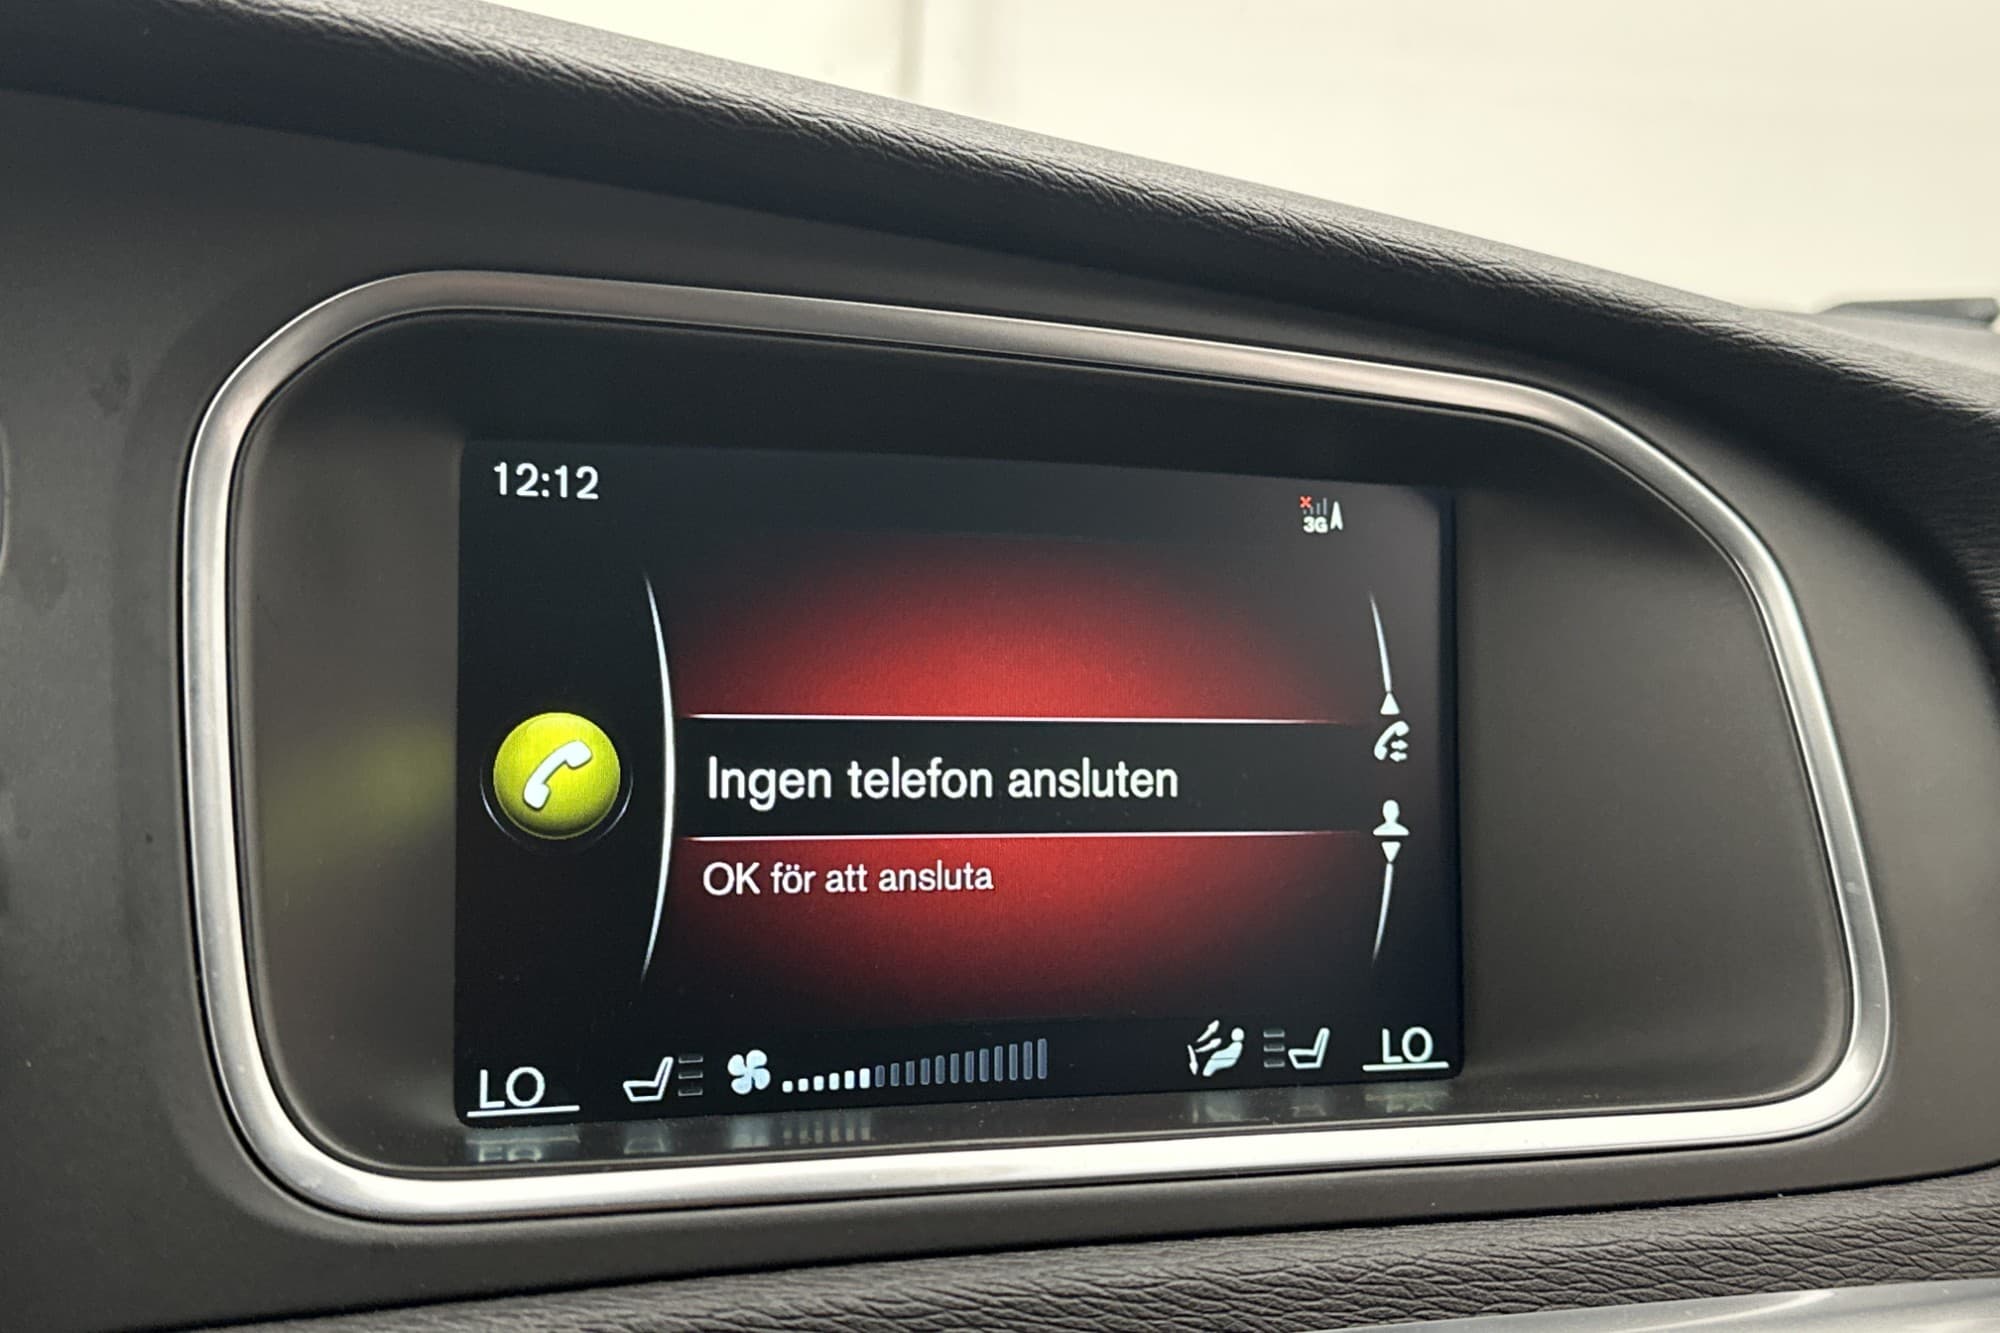 12:12
3G
Ingen telefon ansluten
OK för att ansluta
LO
LO